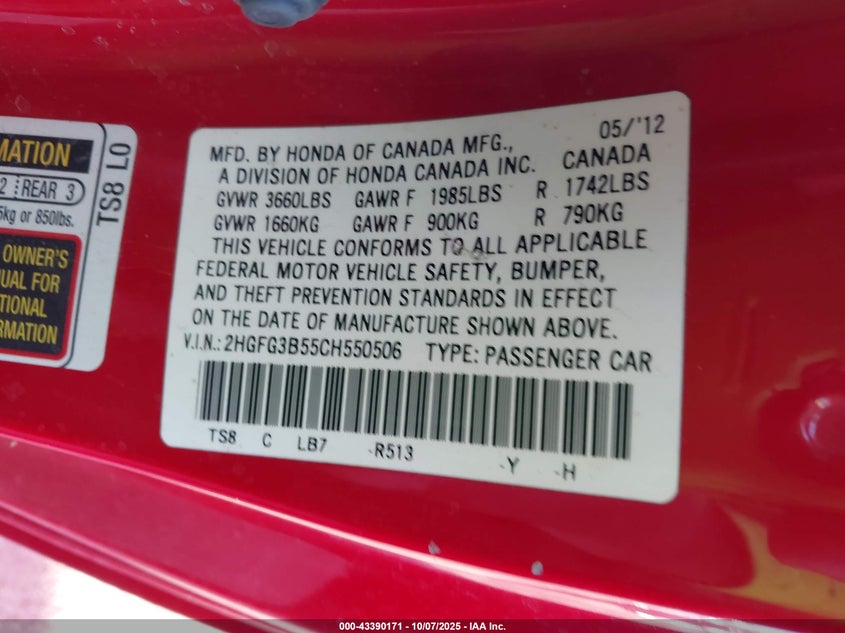 MATION
2 REAR 3
5kg or 850lbs.
OWNER'S
NUAL FOR
TIONAL
ORMATION
TS8 L0
05/'12
MFD. BY HONDA OF CANADA MFG.,
A DIVISION OF HONDA CANADA INC. CANADA
GVWR 3660LBS GAWR F 1985LBS R 1742LBS
GVWR 1660KG GAWR F 900KG R 790KG
THIS VEHICLE CONFORMS TO ALL APPLICABLE
FEDERAL MOTOR VEHICLE SAFETY, BUMPER,
AND THEFT PREVENTION STANDARDS IN EFFECT
ON THE DATE OF MANUFACTURE SHOWN ABOVE.
V.I.N.: 2HGFG3B55CH550506 TYPE: PASSENGER CAR
TS8 C LB7 -R513 -Y -H
000-43390171 - 10/07/2025 - IAA Inc.